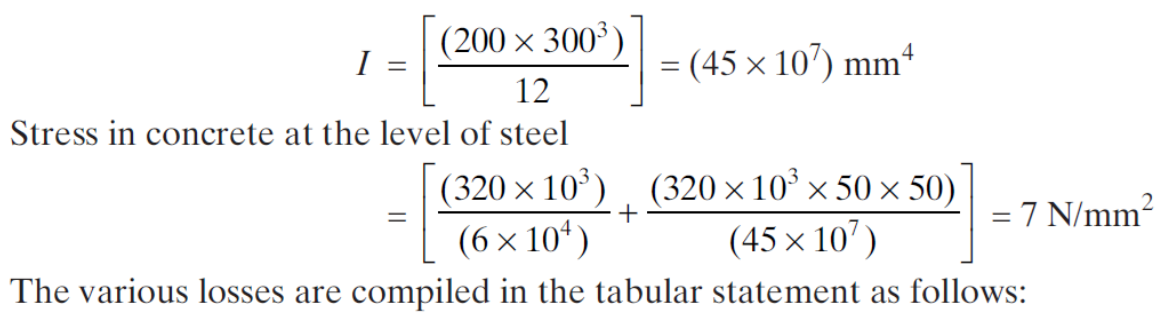 I = [(200 × 300³) / 12] = (45 × 10⁷) mm⁴
Stress in concrete at the level of steel
= [(320 × 10³) / (6 × 10⁴) + (320 × 10³ × 50 × 50) / (45 × 10⁷)] = 7 N/mm²
The various losses are compiled in the tabular statement as follows: